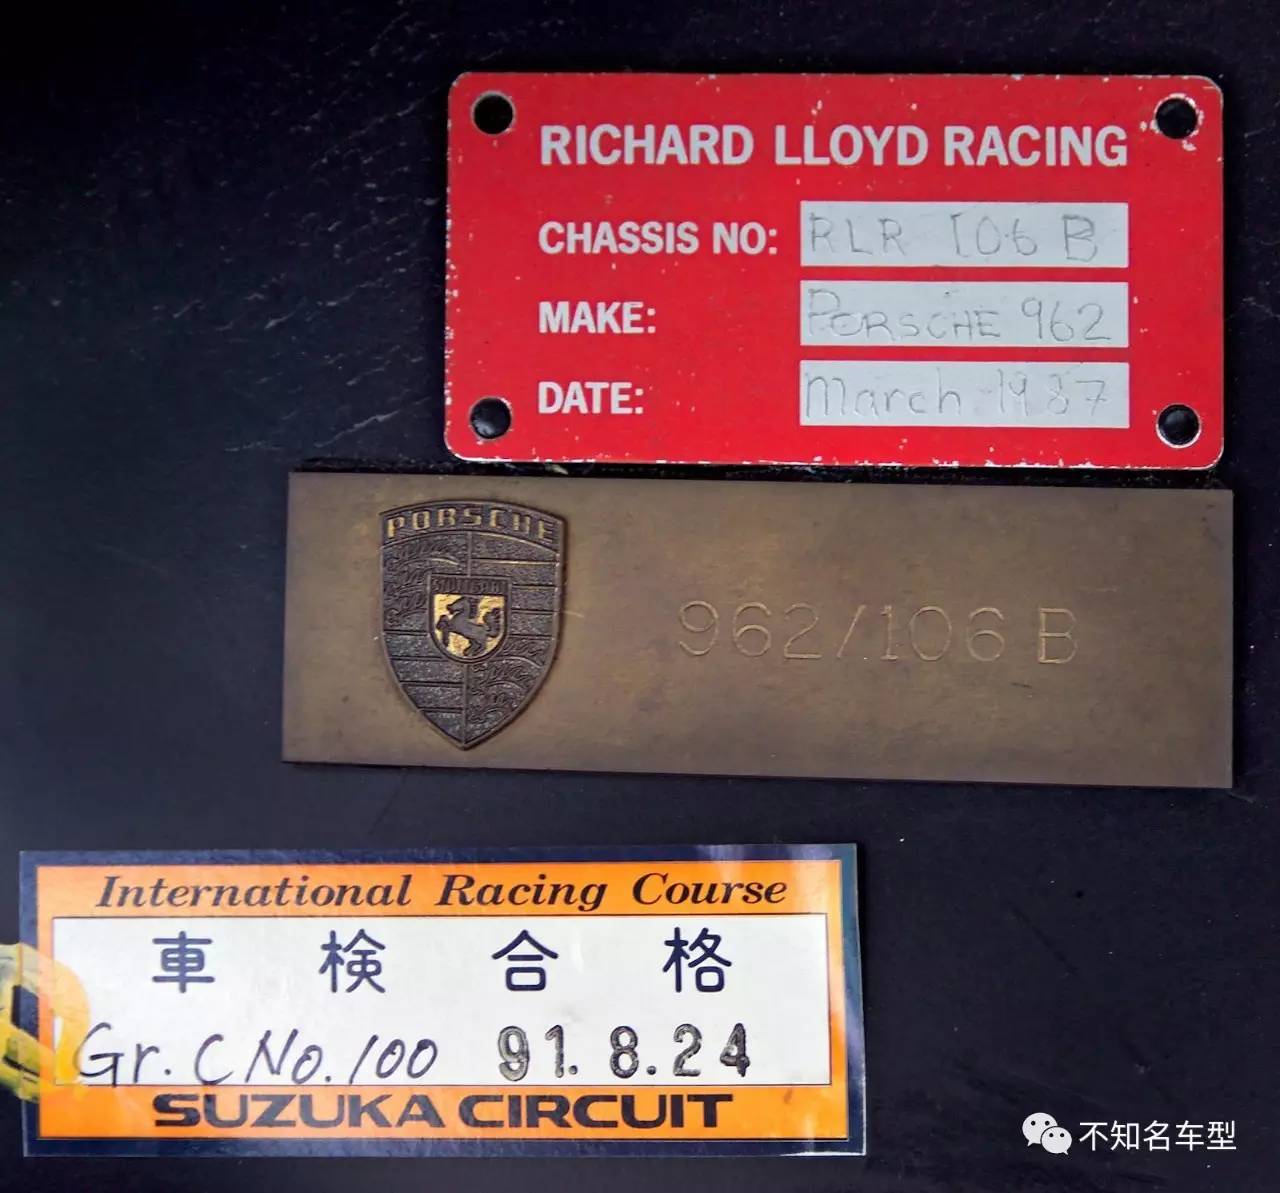 RICHARD LLOYD RACING
CHASSIS NO: RLR 106 B
MAKE: PORSCHE 962
DATE: March 1987
PORSCHE
STUTTGART
962/106 B
International Racing Course
車検合格
Gr. C No. 100 91.8.24
SUZUKA CIRCUIT
不知名车型